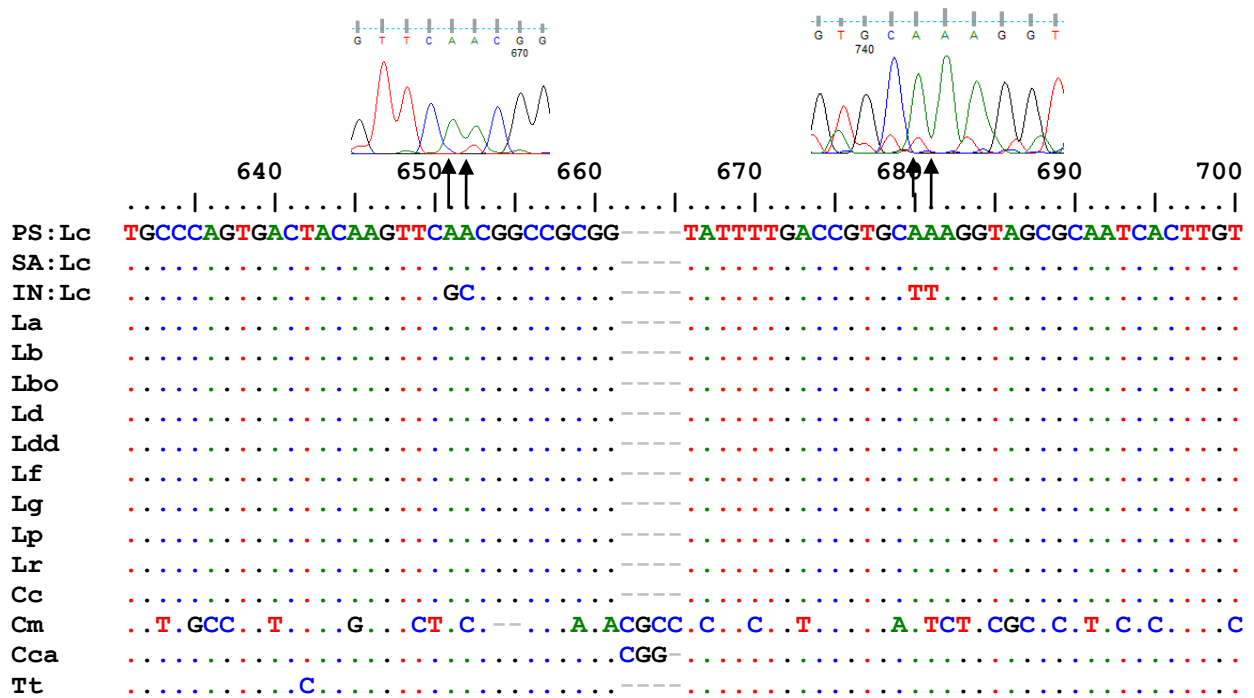 G T T C A A C G G
670
G T G C A A A G G T
740
640 650 660 670 680 690 700
PS:Lc TGCCCAGTGACTACAAGTTCAACGGCCGCGG----TATTTTGACCGTGCAAAGGTAGCGCAATCACTTGT
SA:Lc ...............................----...................................
IN:Lc ....................GC.........----..............TT...................
La ...............................----...................................
Lb ...............................----...................................
Lbo ...............................----...................................
Ld ...............................----...................................
Ldd ...............................----...................................
Lf ...............................----...................................
Lg ...............................----...................................
Lp ...............................----...................................
Lr ...............................----...................................
Cc ...............................----...................................
Cm ..T.GCC..T....G...CT.C.--...A.ACGCC.C..C..T.....A.TCT.CGC.C.T.C.C....C
Cca ...............................CGG-...................................
Tt ...........C...................----...................................